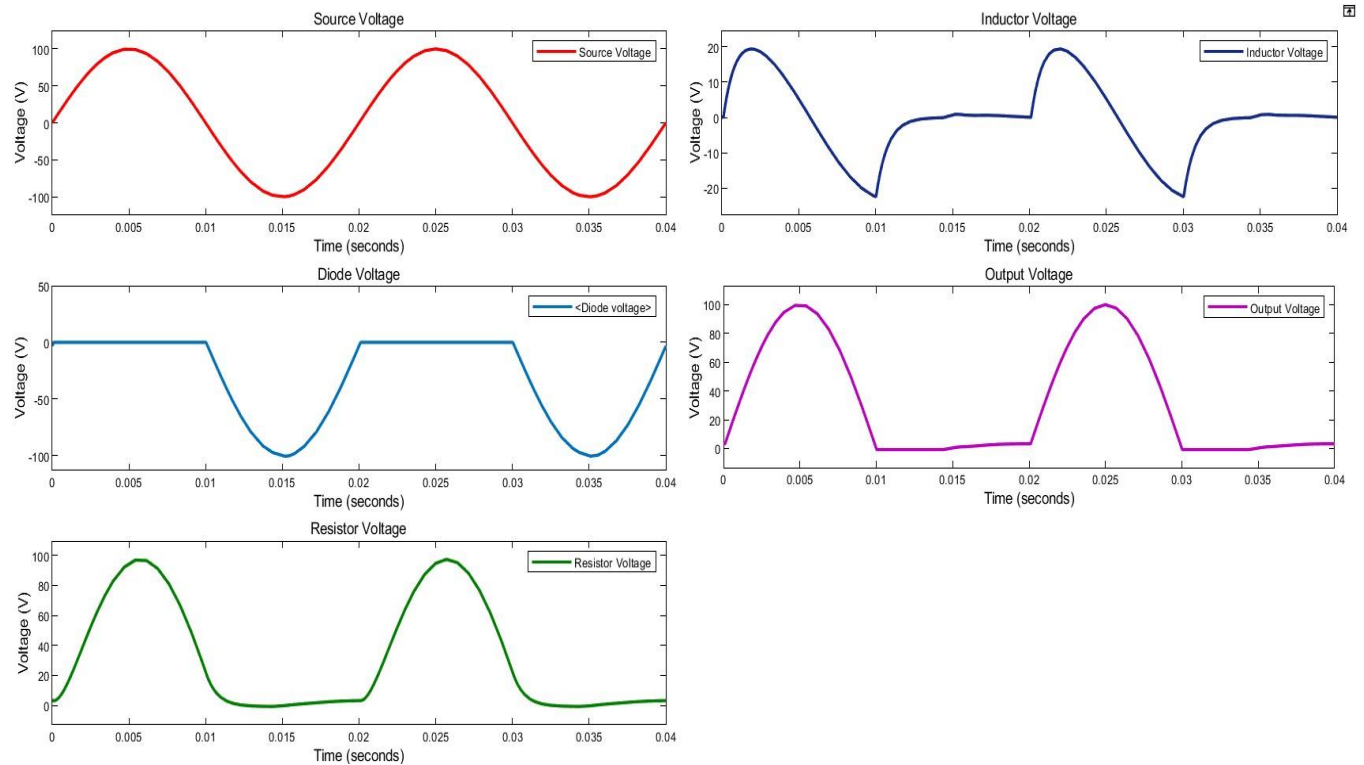 Source Voltage
Source Voltage
Voltage (V)
100
50
0
-50
-100
0 0.005 0.01 0.015 0.02 0.025 0.03 0.035 0.04
Time (seconds)
Inductor Voltage
Inductor Voltage
Voltage (V)
20
10
0
-10
-20
0 0.005 0.01 0.015 0.02 0.025 0.03 0.035 0.04
Time (seconds)
Diode Voltage
<Diode voltage>
Voltage (V)
50
0
-50
-100
0 0.005 0.01 0.015 0.02 0.025 0.03 0.035 0.04
Time (seconds)
Output Voltage
Output Voltage
Voltage (V)
100
80
60
40
20
0
0 0.005 0.01 0.015 0.02 0.025 0.03 0.035 0.04
Time (seconds)
Resistor Voltage
Resistor Voltage
Voltage (V)
100
80
60
40
20
0
0 0.005 0.01 0.015 0.02 0.025 0.03 0.035 0.04
Time (seconds)